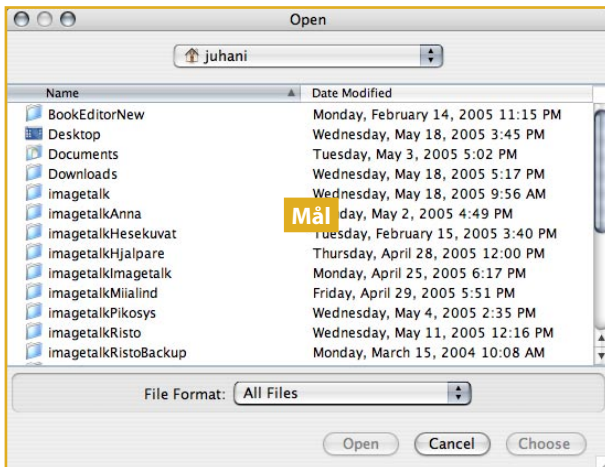 Open
juhani
Name Date Modified
BookEditorNew Monday, February 14, 2005 11:15 PM
Desktop Wednesday, May 18, 2005 3:45 PM
Documents Tuesday, May 3, 2005 5:02 PM
Downloads Wednesday, May 18, 2005 5:17 PM
imagetalk Wednesday, May 18, 2005 9:56 AM
imagetalkAnna May 2, 2005 4:49 PM
Mål
imagetalkHesekuvat Tuesday, February 15, 2005 3:40 PM
imagetalkHjalpare Thursday, April 28, 2005 12:00 PM
imagetalkImagetalk Monday, April 25, 2005 6:17 PM
imagetalkMiialind Friday, April 29, 2005 5:51 PM
imagetalkPikosys Wednesday, May 4, 2005 2:35 PM
imagetalkRisto Wednesday, May 11, 2005 12:16 PM
imagetalkRistoBackup Monday, March 15, 2004 10:08 AM
File Format: All Files
Open Cancel Choose